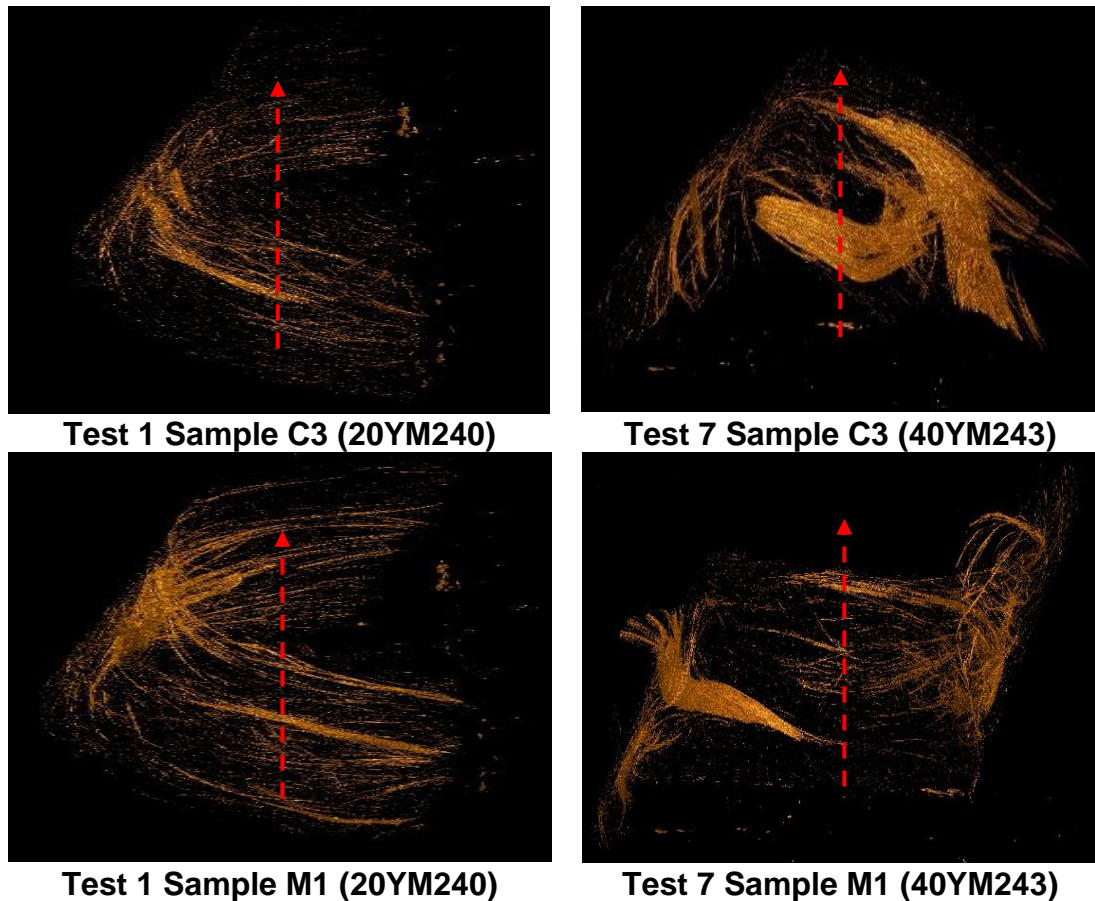 Test 1 Sample C3 (20YM240)
Test 7 Sample C3 (40YM243)
Test 1 Sample M1 (20YM240)
Test 7 Sample M1 (40YM243)